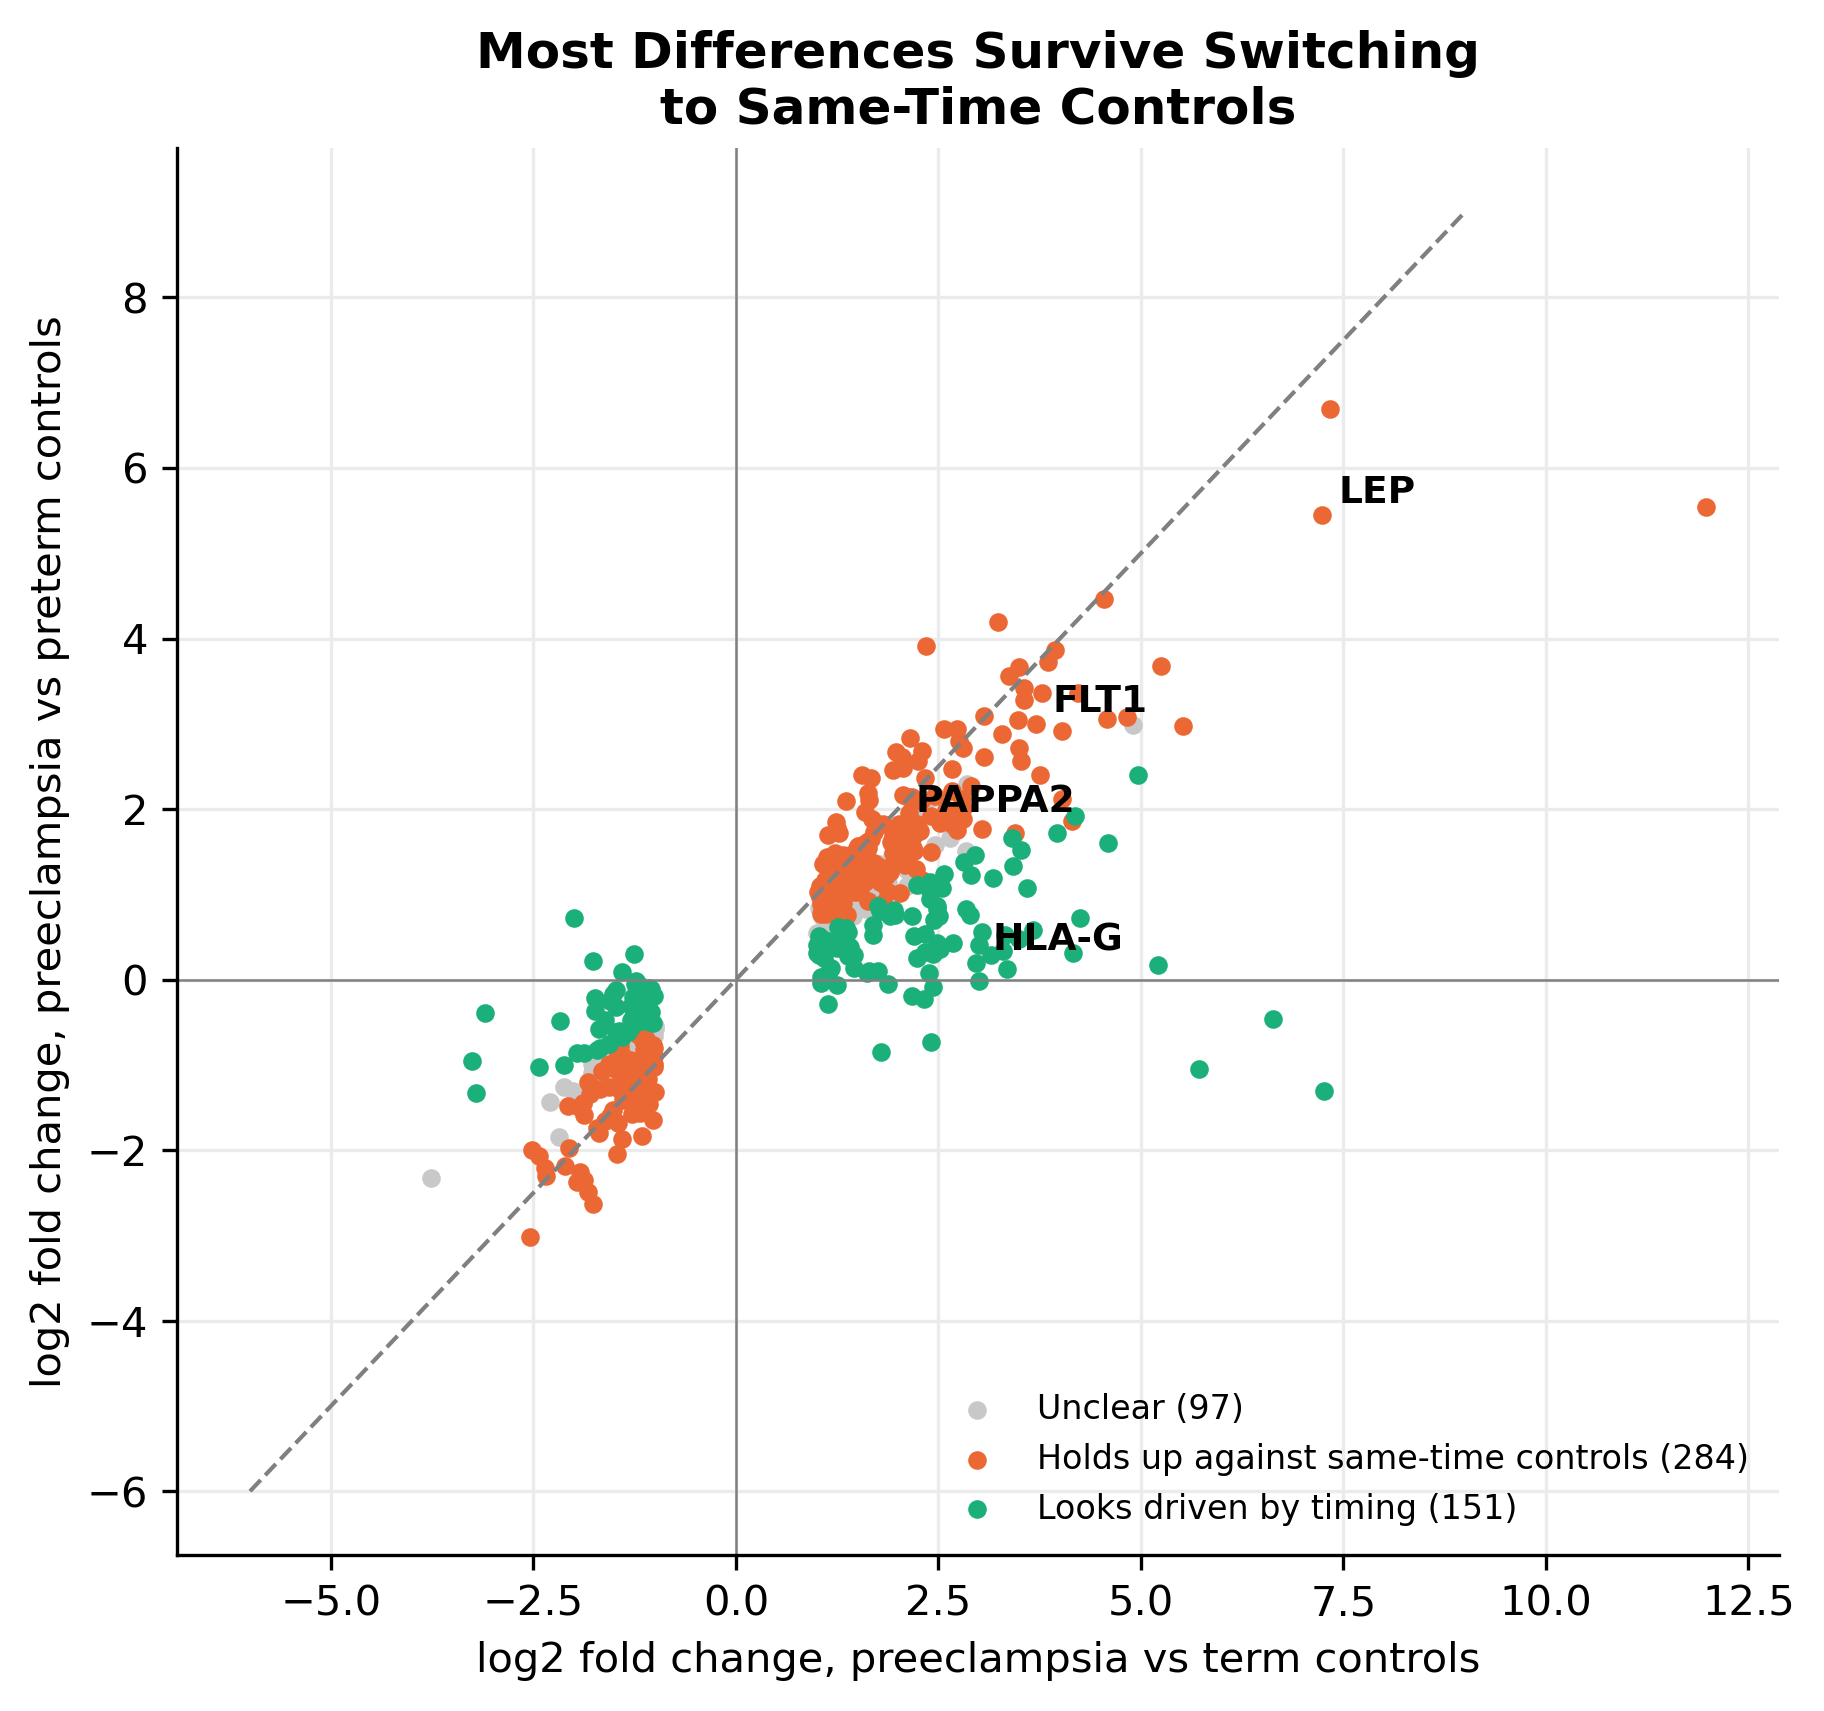 Most Differences Survive Switching
to Same-Time Controls
log2 fold change, preeclampsia vs preterm controls
8
6
4
2
0
−2
−4
−6
LEP
FLT1
PAPPA2
HLA-G
Unclear (97)
Holds up against same-time controls (284)
Looks driven by timing (151)
−5.0 −2.5 0.0 2.5 5.0 7.5 10.0 12.5
log2 fold change, preeclampsia vs term controls